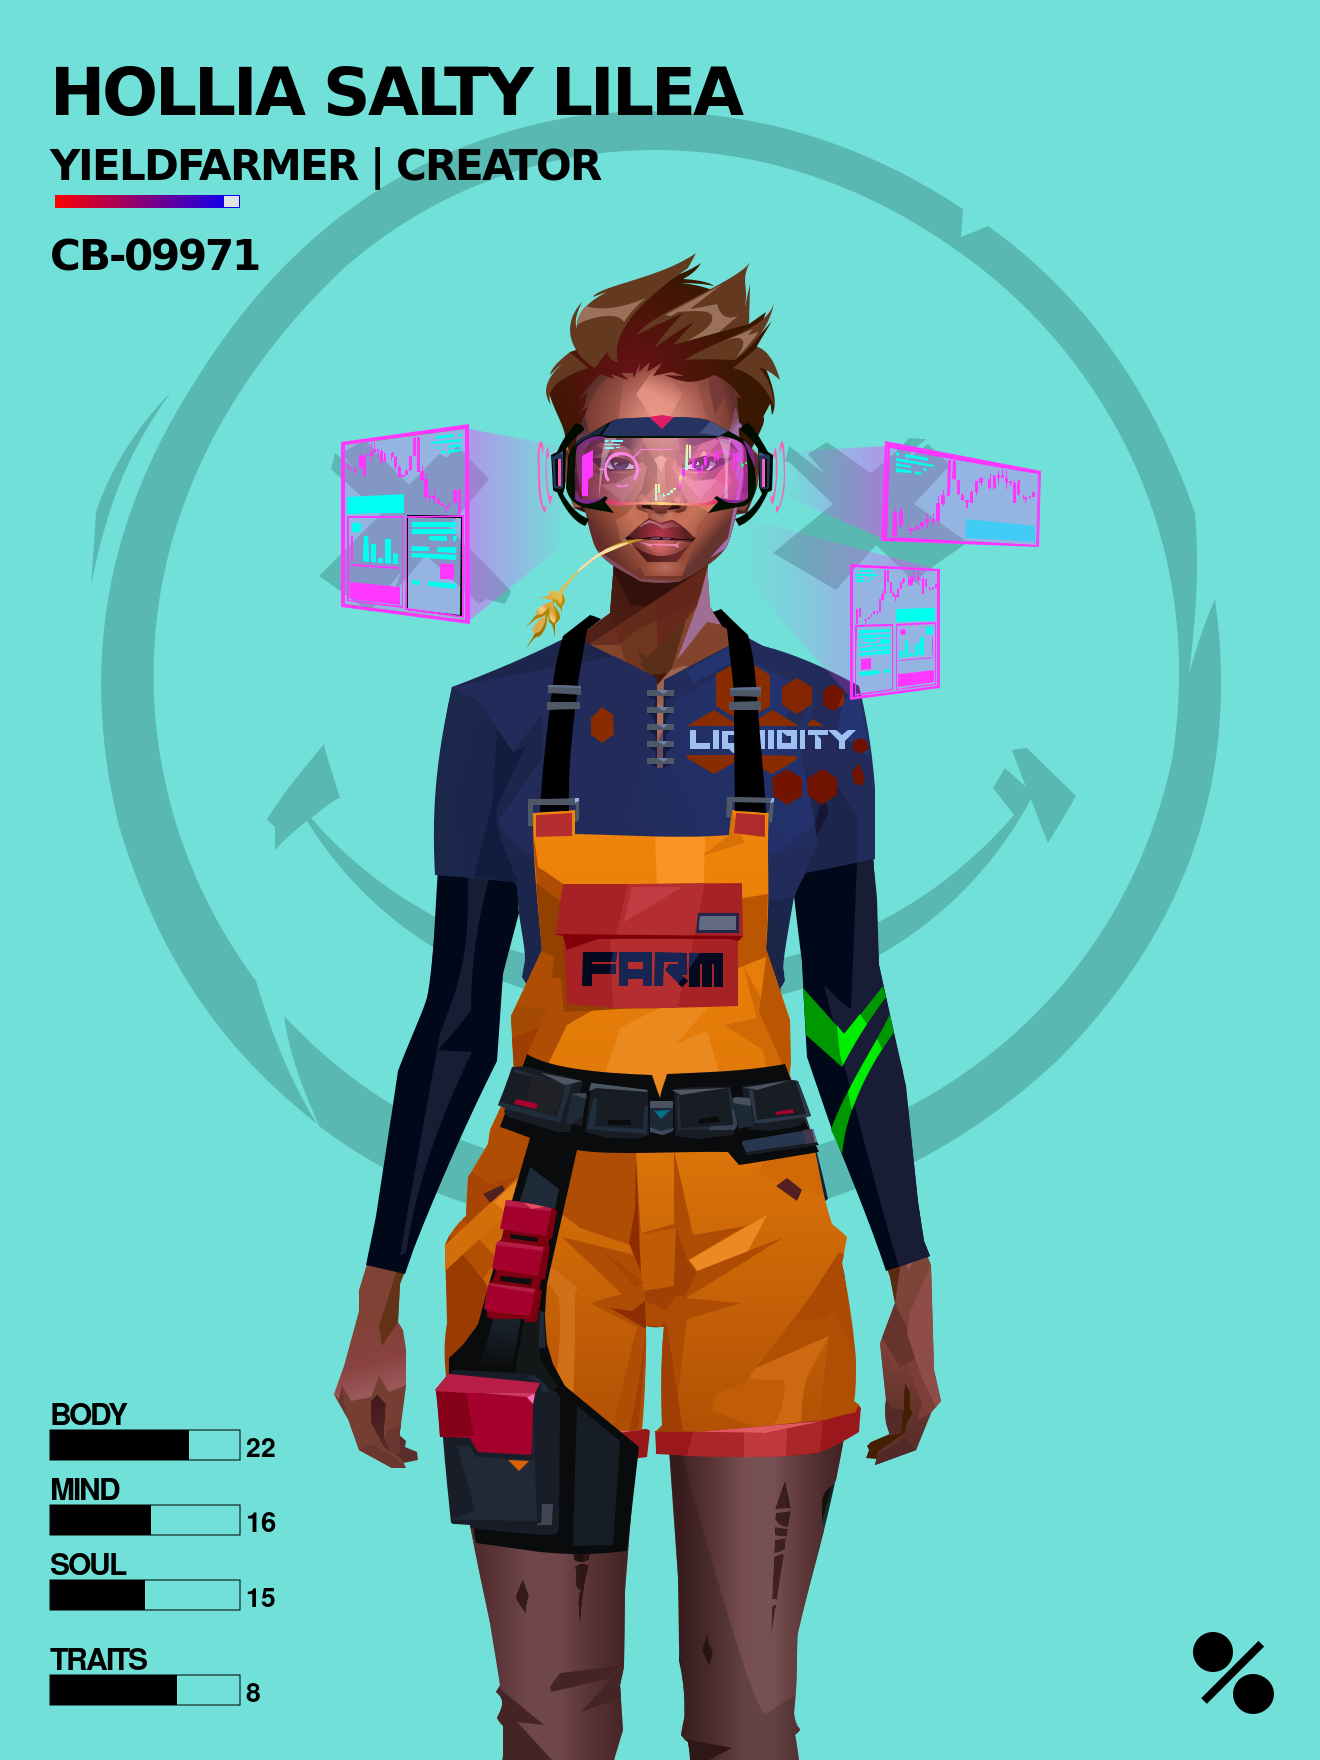 HOLLIA SALTY LILEA
YIELDFARMER | CREATOR
CB-09971
LIQUIDITY
FARM
BODY
22
MIND
16
SOUL
15
TRAITS
8
%